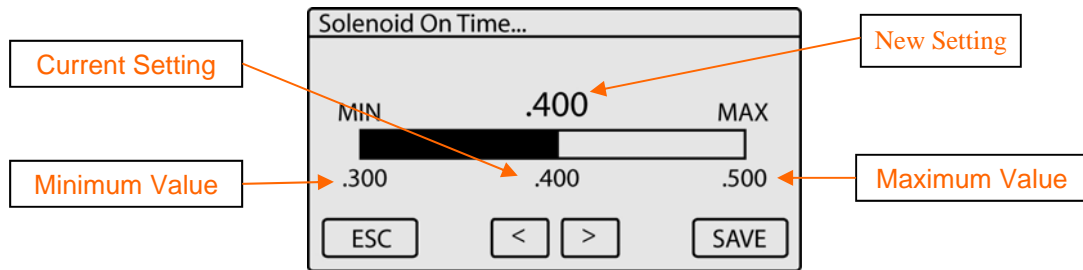 Solenoid On Time...
New Setting
Current Setting
.400
MIN
MAX
Minimum Value
.300
.400
.500
Maximum Value
ESC
<
>
SAVE